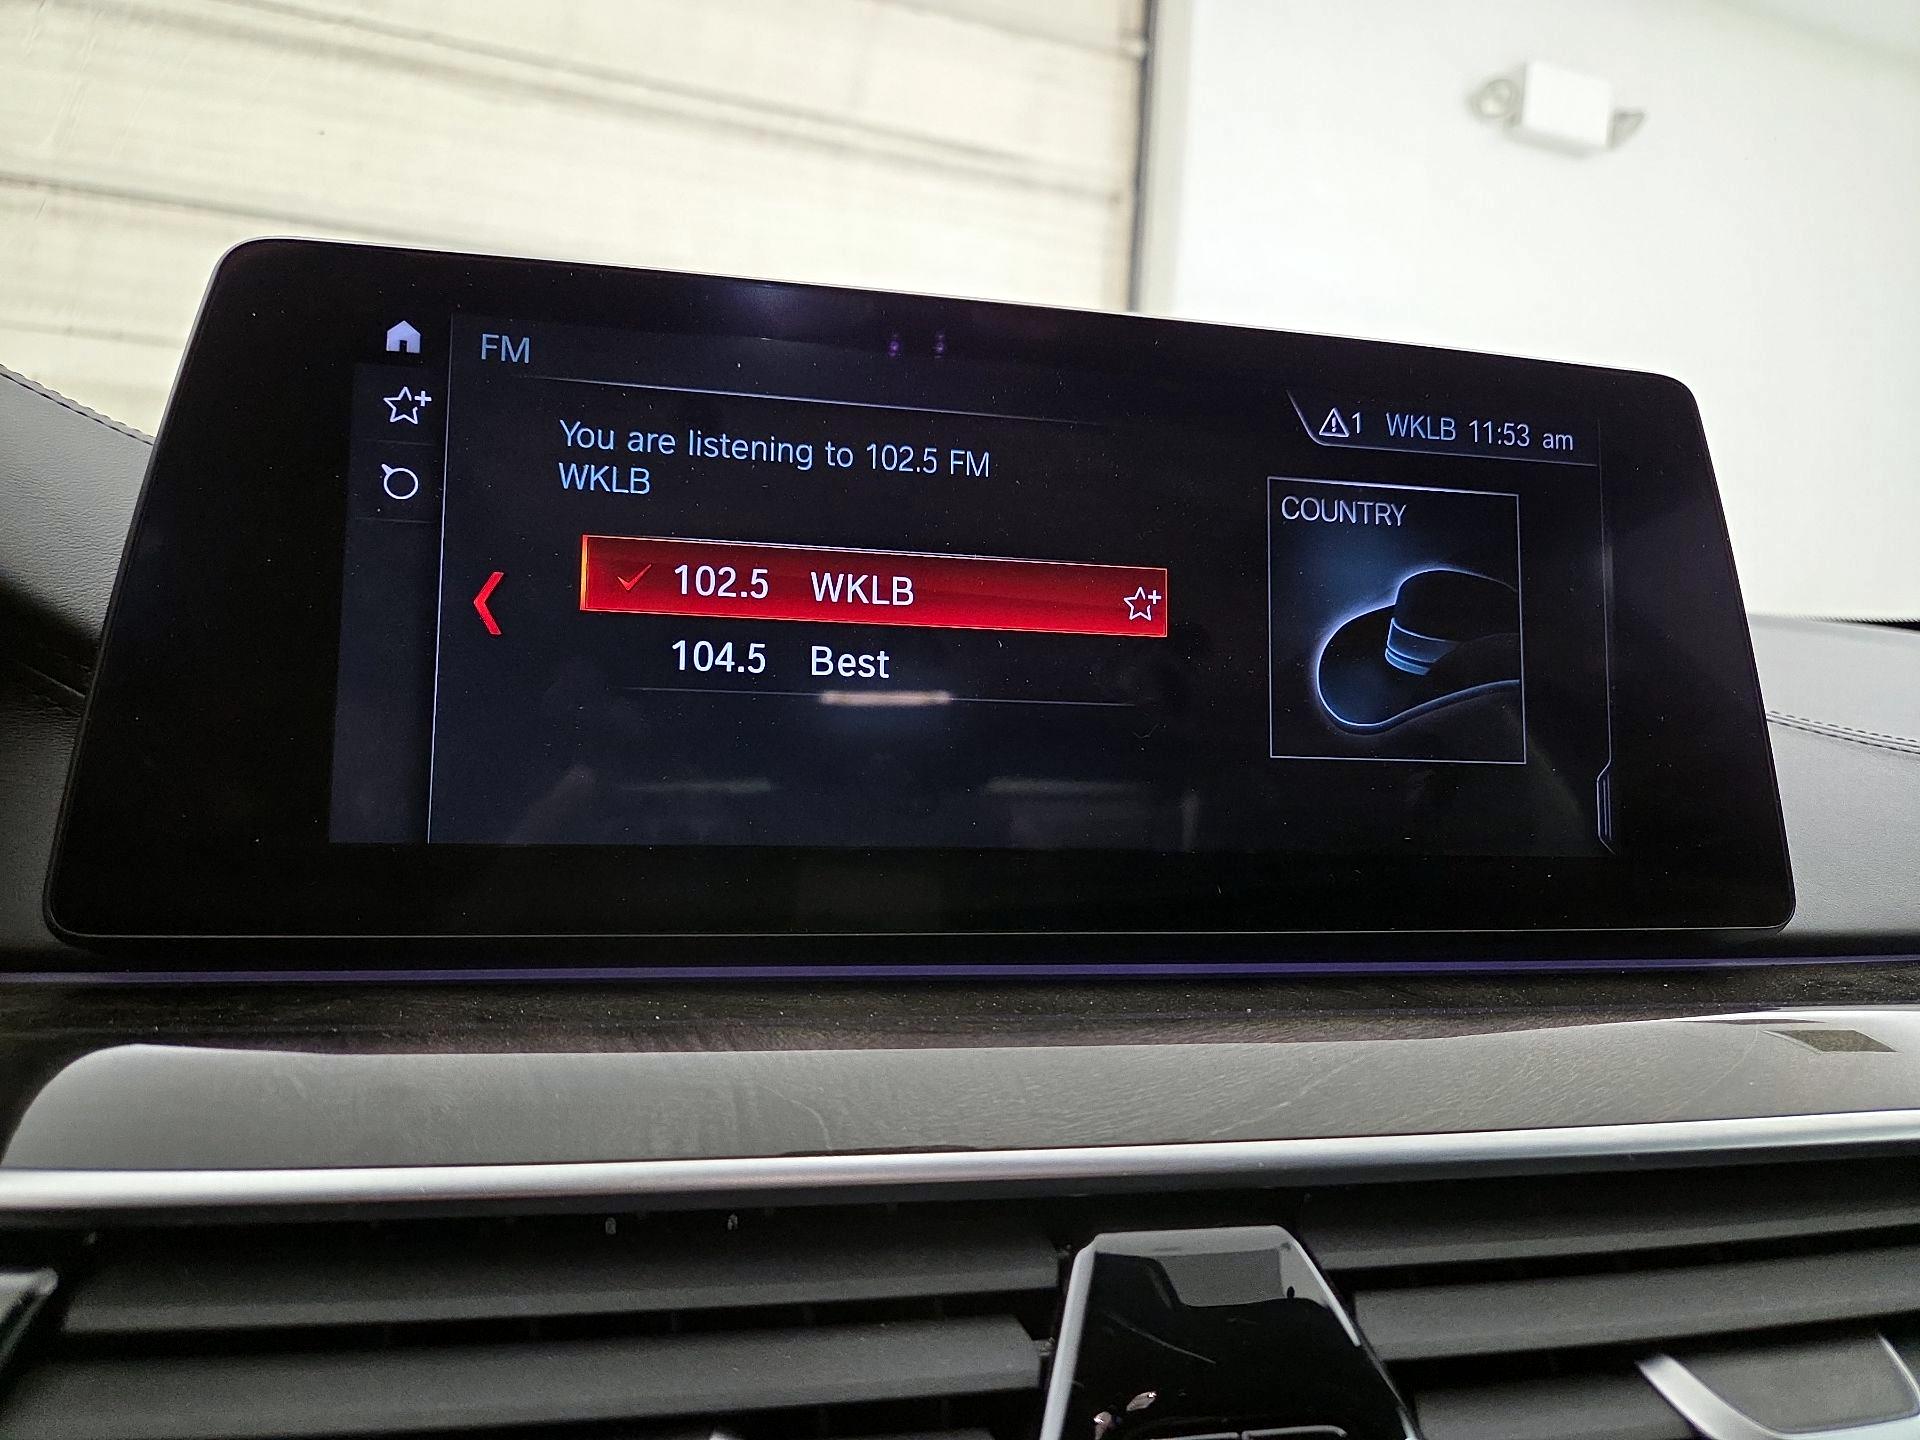 FM
1 WKLB 11:53 am
You are listening to 102.5 FM
WKLB
COUNTRY
102.5 WKLB
104.5 Best